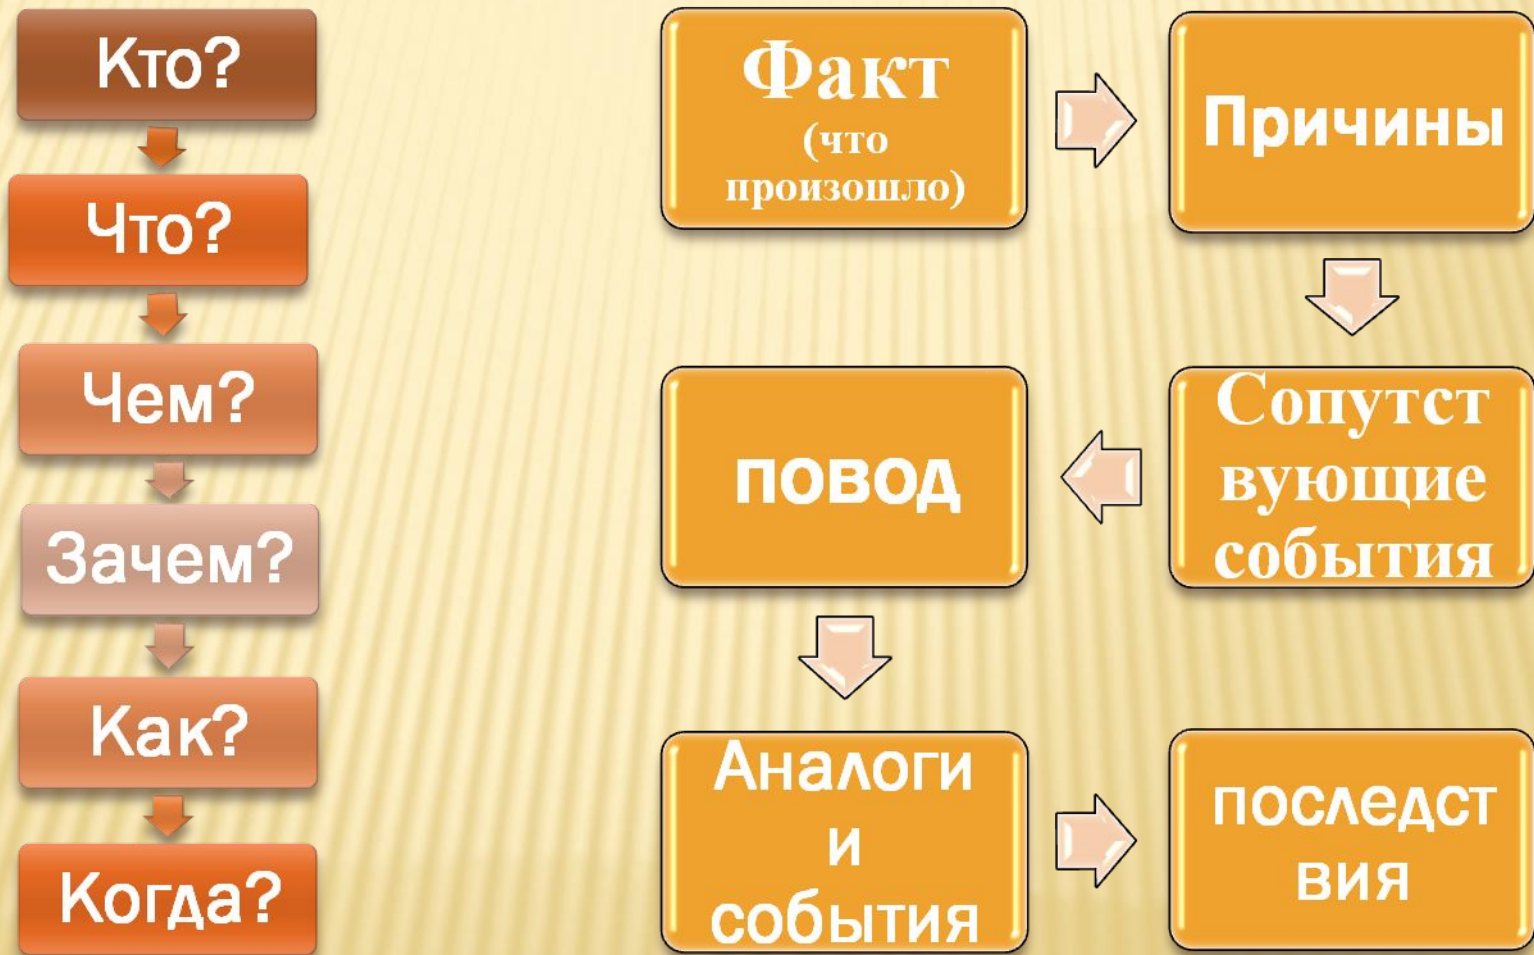 Кто?
Что?
Чем?
Зачем?
Как?
Когда?
Факт
(что
произошло)
Причины
Сопутст
вующие
события
повод
Аналоги
и
события
последст
вия